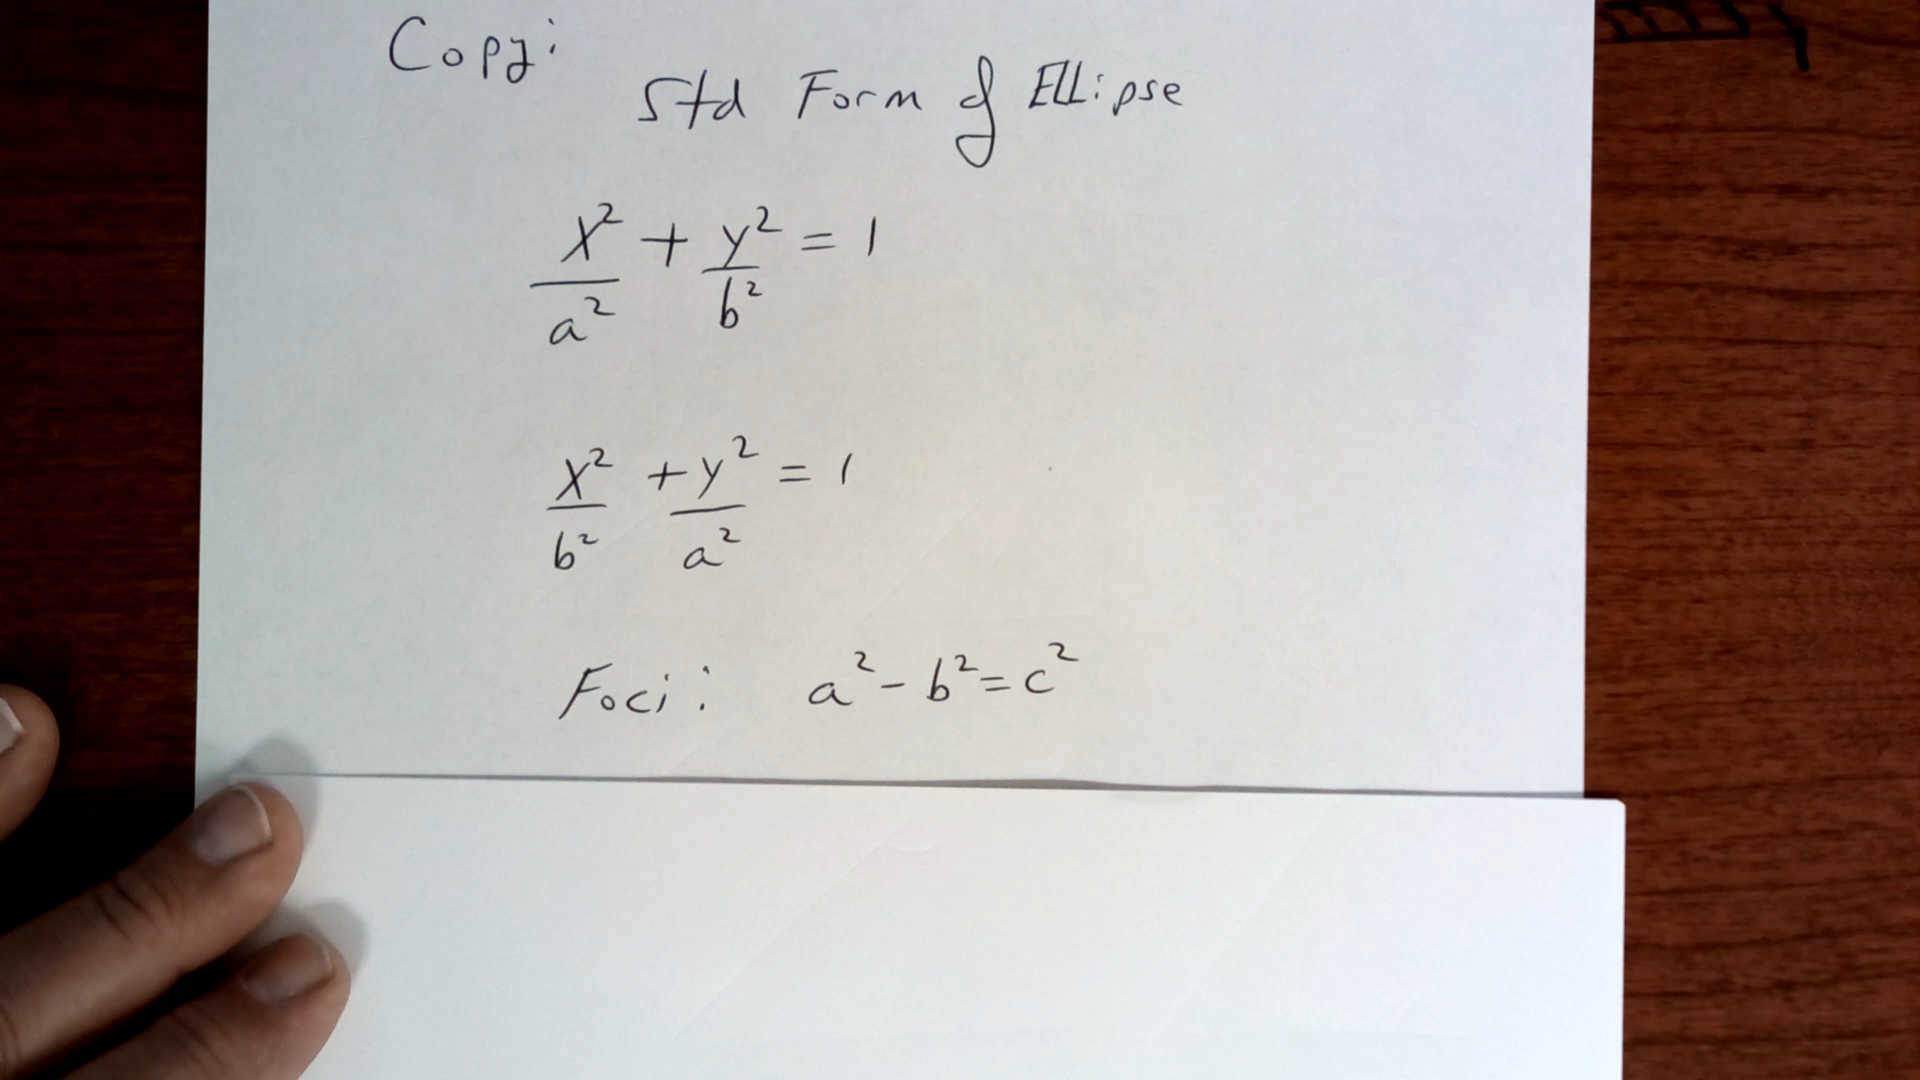 Copy:
Std Form of Ellipse
x²/a² + y²/b² = 1
x²/b² + y²/a² = 1
Foci: a² - b² = c²